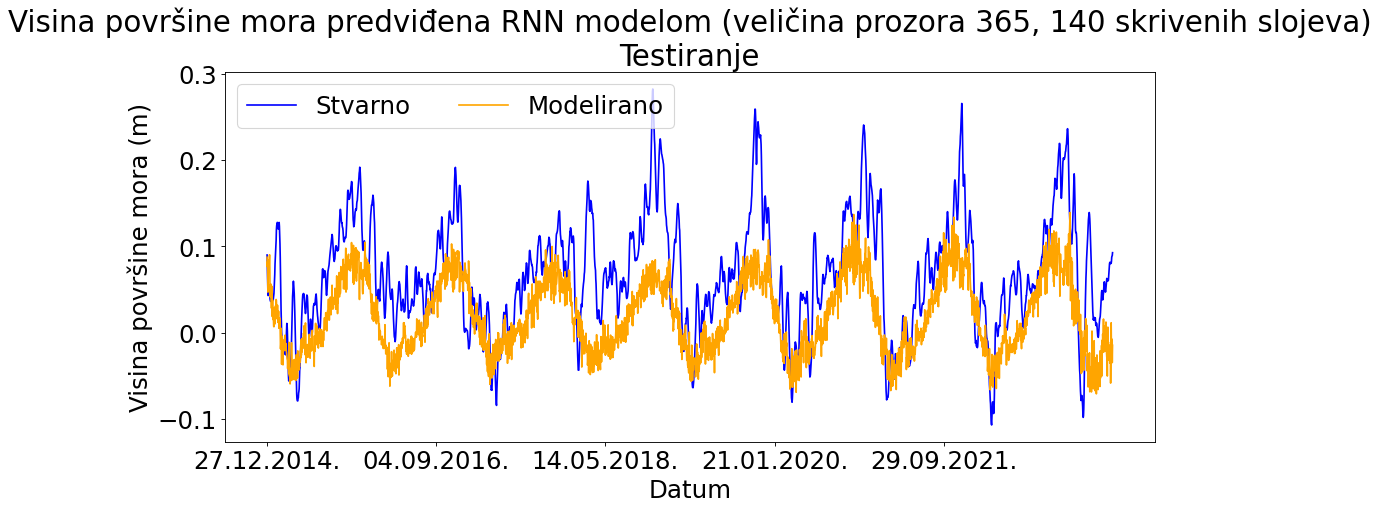 Visina površine mora predviđena RNN modelom (veličina prozora 365, 140 skrivenih slojeva)
Testiranje
Stvarno
Modelirano
Visina površine mora (m)
0.3
0.2
0.1
0.0
−0.1
27.12.2014.
04.09.2016.
14.05.2018.
21.01.2020.
29.09.2021.
Datum